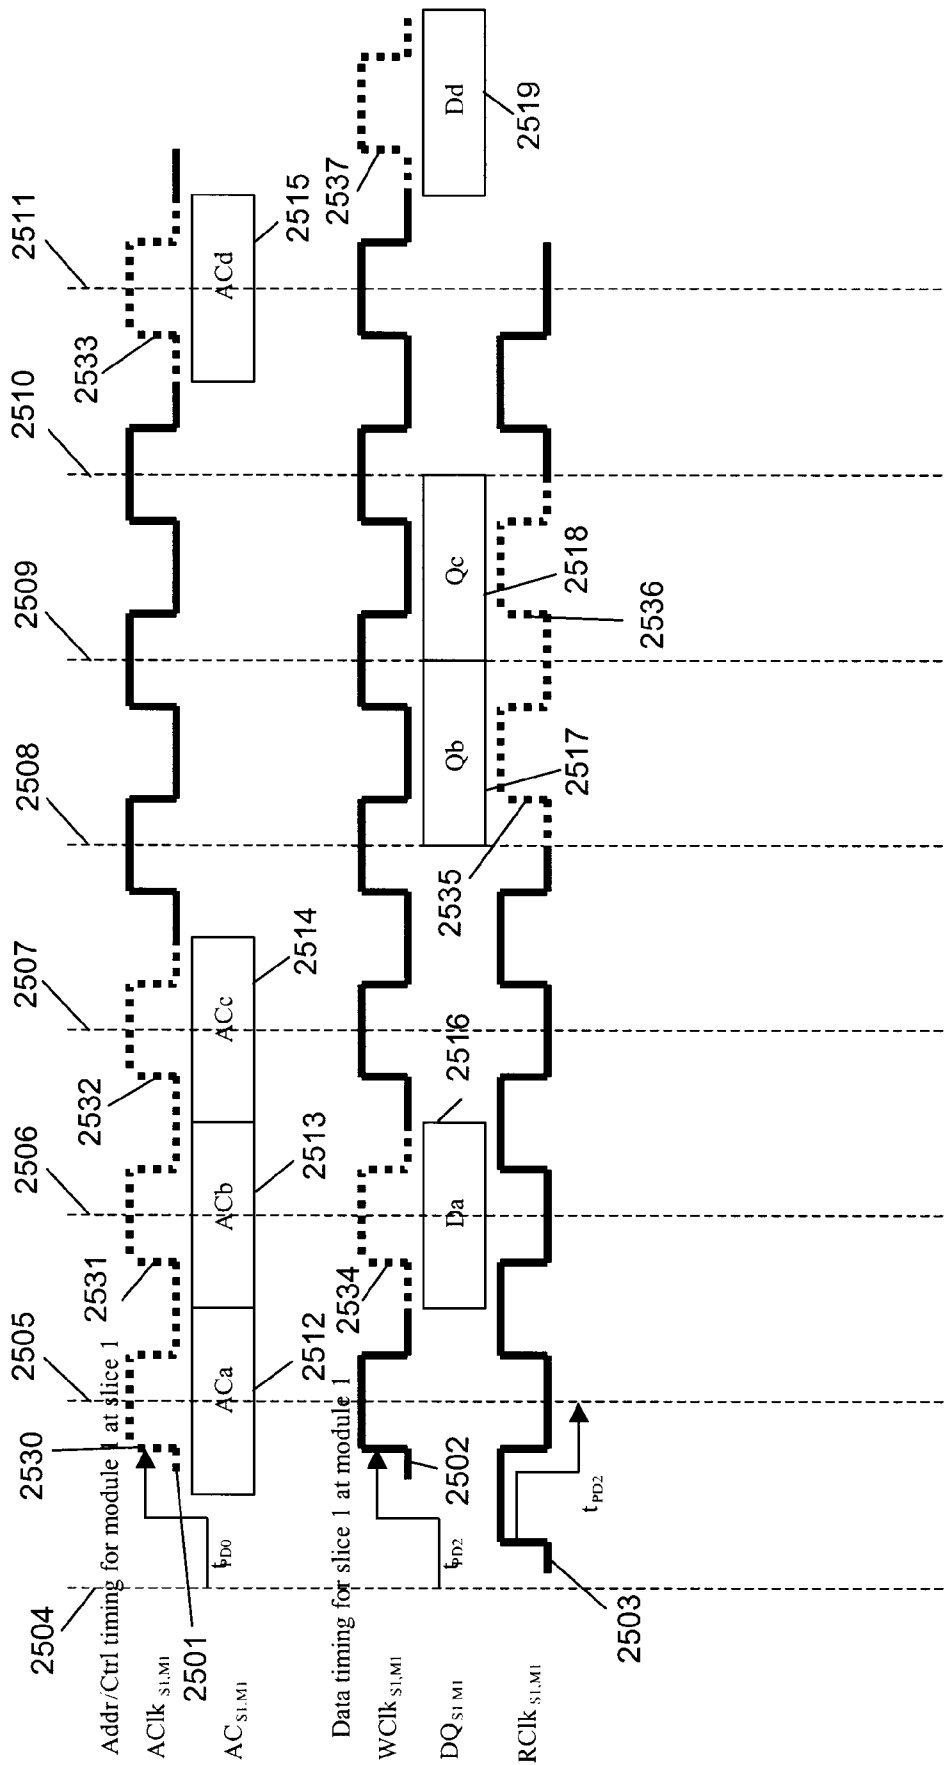 2504
2505
2506
2507
2508
2509
2510
2511
Addr/Ctrl timing for module 1 at slice 1
2530
2531
2532
2533
AClk S1,M1
2501
tPD0
AC S1,M1
ACa
ACb
ACc
ACd
2512
2513
2514
2515
Data timing for slice 1 at module 1
2534
2537
WClk S1,M1
2502
tPD2
2516
DQ S1,M1
Da
Qb
Qc
Dd
2535
2517
2518
2519
2536
RClk S1,M1
2503
tPD2